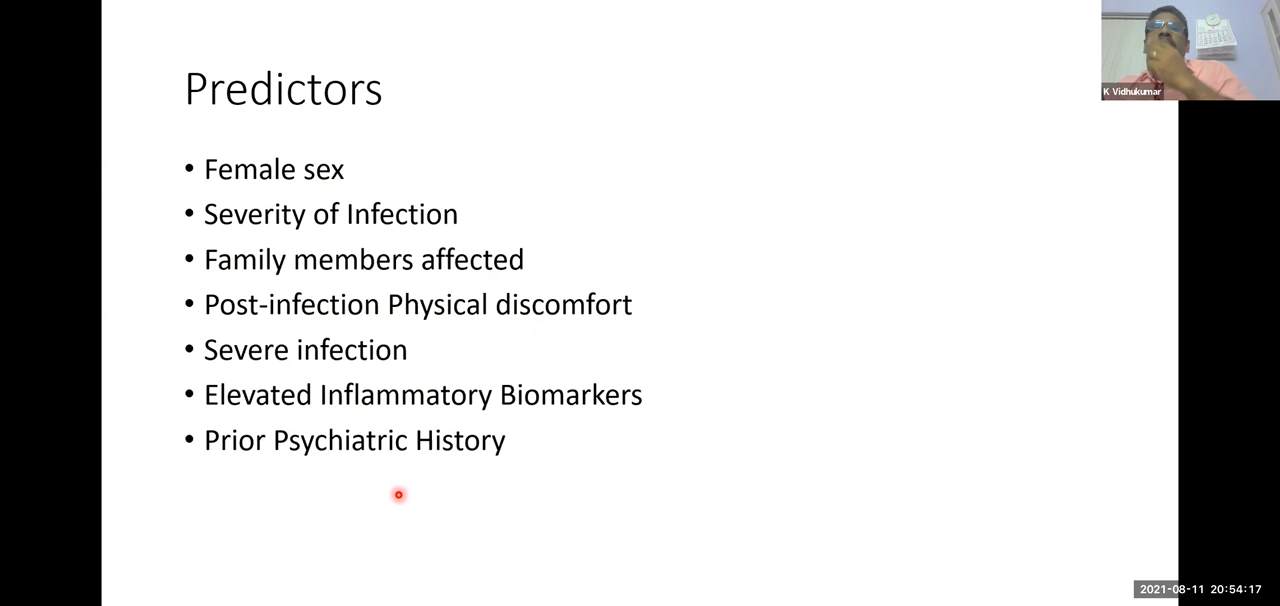 Predictors
• Female sex
• Severity of Infection
• Family members affected
• Post-infection Physical discomfort
• Severe infection
• Elevated Inflammatory Biomarkers
• Prior Psychiatric History
K Vidhukumar
2021-08-11 20:54:17